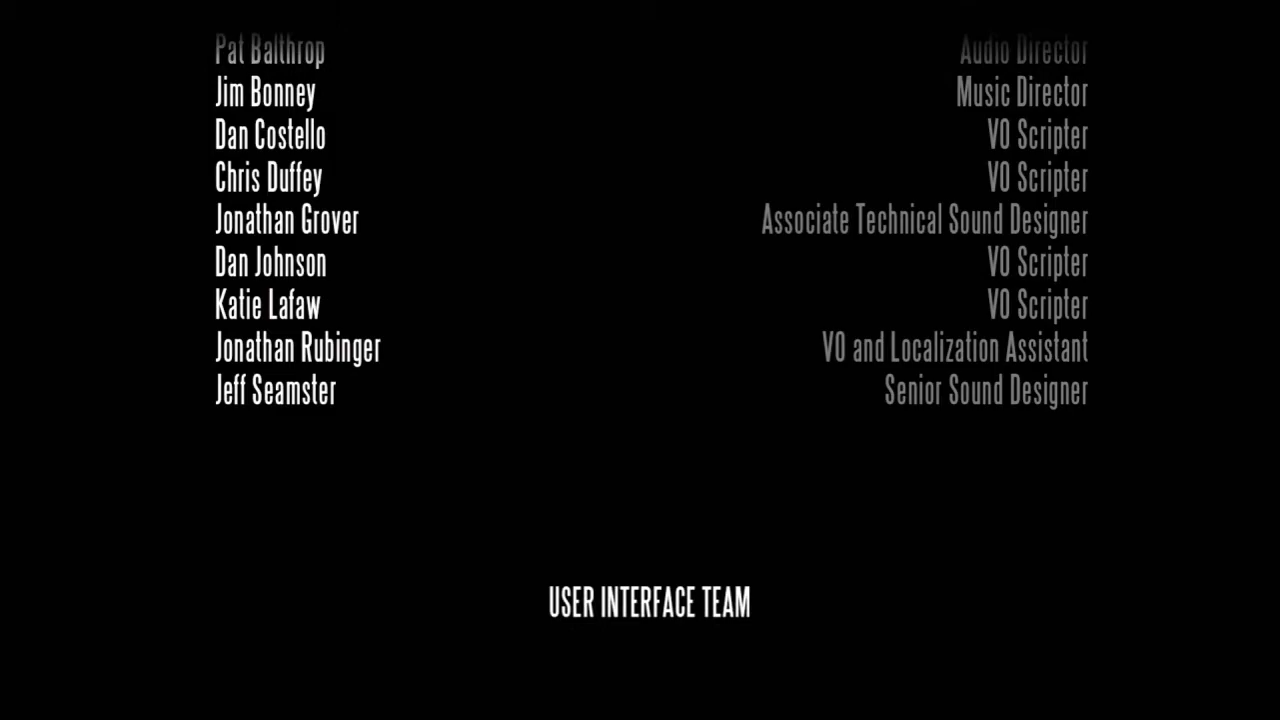 Pat Balthrop Audio Director
Jim Bonney Music Director
Dan Costello VO Scripter
Chris Duffey VO Scripter
Jonathan Grover Associate Technical Sound Designer
Dan Johnson VO Scripter
Katie Lafaw VO Scripter
Jonathan Rubinger VO and Localization Assistant
Jeff Seamster Senior Sound Designer
USER INTERFACE TEAM